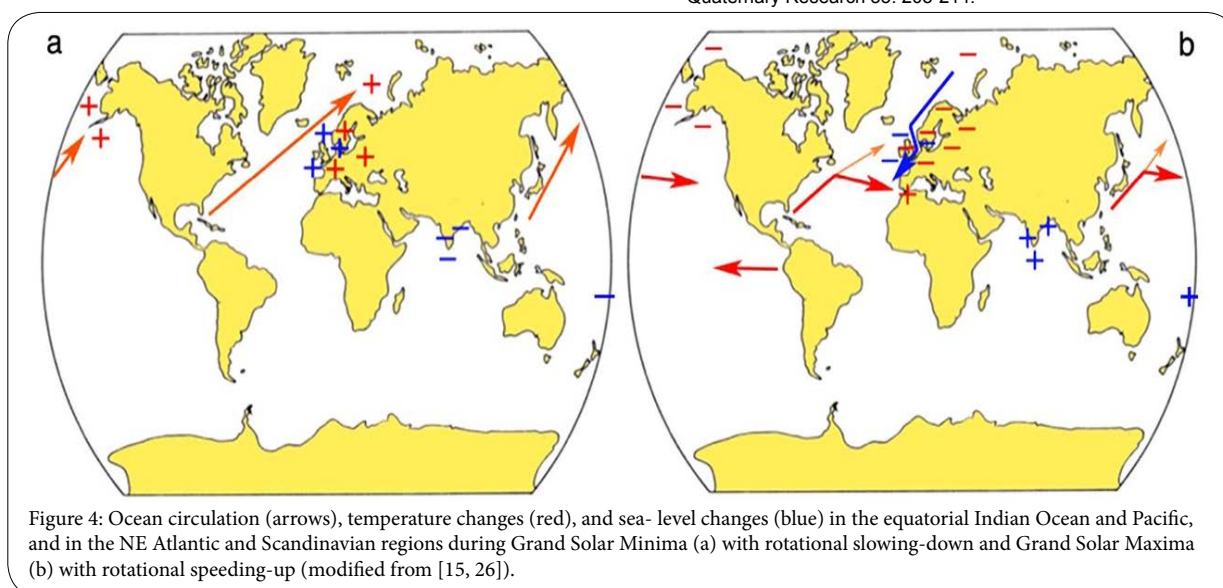 Quaternary Research
a
b
Figure 4: Ocean circulation (arrows), temperature changes (red), and sea- level changes (blue) in the equatorial Indian Ocean and Pacific,
and in the NE Atlantic and Scandinavian regions during Grand Solar Minima (a) with rotational slowing-down and Grand Solar Maxima
(b) with rotational speeding-up (modified from [15, 26]).